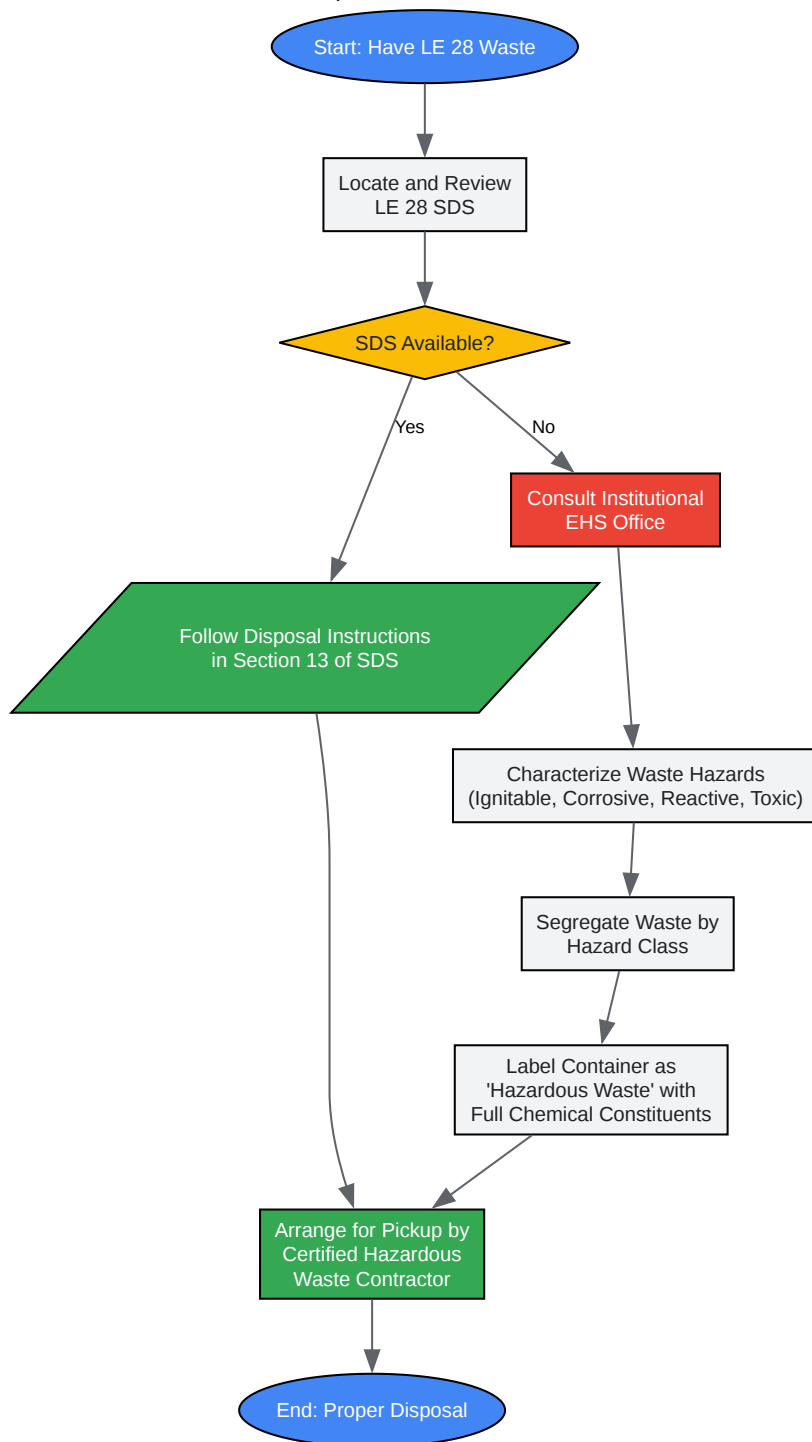 Start: Have LE 28 Waste
Locate and Review
LE 28 SDS
SDS Available?
Yes
No
Consult Institutional
EHS Office
Follow Disposal Instructions
in Section 13 of SDS
Characterize Waste Hazards
(Ignitable, Corrosive, Reactive, Toxic)
Segregate Waste by
Hazard Class
Label Container as
'Hazardous Waste' with
Full Chemical Constituents
Arrange for Pickup by
Certified Hazardous
Waste Contractor
End: Proper Disposal